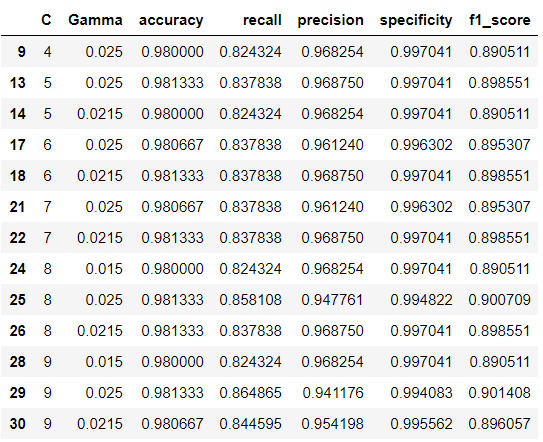 C Gamma accuracy recall precision specificity f1_score
9 4 0.025 0.980000 0.824324 0.968254 0.997041 0.890511
13 5 0.025 0.981333 0.837838 0.968750 0.997041 0.898551
14 5 0.0215 0.980000 0.824324 0.968254 0.997041 0.890511
17 6 0.025 0.980667 0.837838 0.961240 0.996302 0.895307
18 6 0.0215 0.981333 0.837838 0.968750 0.997041 0.898551
21 7 0.025 0.980667 0.837838 0.961240 0.996302 0.895307
22 7 0.0215 0.981333 0.837838 0.968750 0.997041 0.898551
24 8 0.015 0.980000 0.824324 0.968254 0.997041 0.890511
25 8 0.025 0.981333 0.858108 0.947761 0.994822 0.900709
26 8 0.0215 0.981333 0.837838 0.968750 0.997041 0.898551
28 9 0.015 0.980000 0.824324 0.968254 0.997041 0.890511
29 9 0.025 0.981333 0.864865 0.941176 0.994083 0.901408
30 9 0.0215 0.980667 0.844595 0.954198 0.995562 0.896057